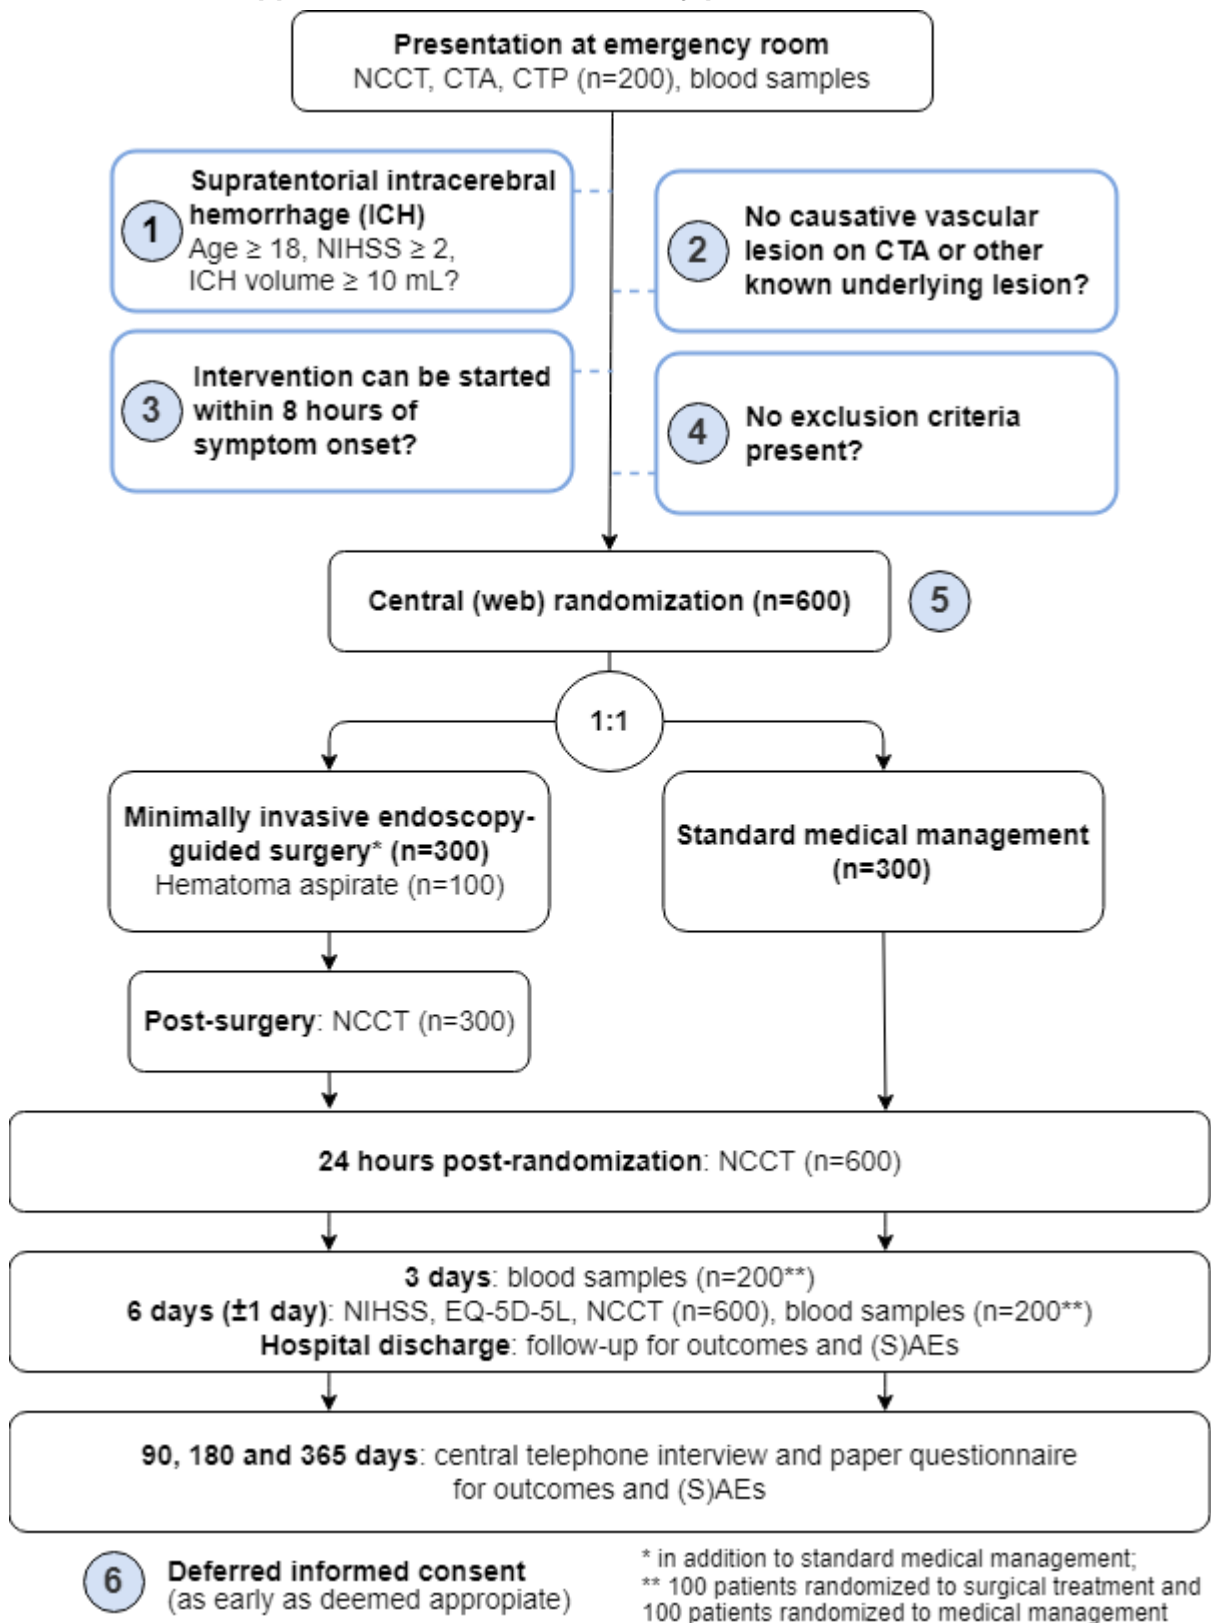 Presentation at emergency room
NCCT, CTA, CTP (n=200), blood samples
1
Supratentorial intracerebral
hemorrhage (ICH)
Age ≥ 18, NIHSS ≥ 2,
ICH volume ≥ 10 mL?
2
No causative vascular
lesion on CTA or other
known underlying lesion?
3
Intervention can be started
within 8 hours of
symptom onset?
4
No exclusion criteria
present?
Central (web) randomization (n=600)
5
1:1
Minimally invasive endoscopy-
guided surgery* (n=300)
Hematoma aspirate (n=100)
Standard medical management
(n=300)
Post-surgery: NCCT (n=300)
24 hours post-randomization: NCCT (n=600)
3 days: blood samples (n=200**)
6 days (±1 day): NIHSS, EQ-5D-5L, NCCT (n=600), blood samples (n=200**)
Hospital discharge: follow-up for outcomes and (S)AEs
90, 180 and 365 days: central telephone interview and paper questionnaire
for outcomes and (S)AEs
6
Deferred informed consent
(as early as deemed appropiate)
* in addition to standard medical management;
** 100 patients randomized to surgical treatment and
100 patients randomized to medical management